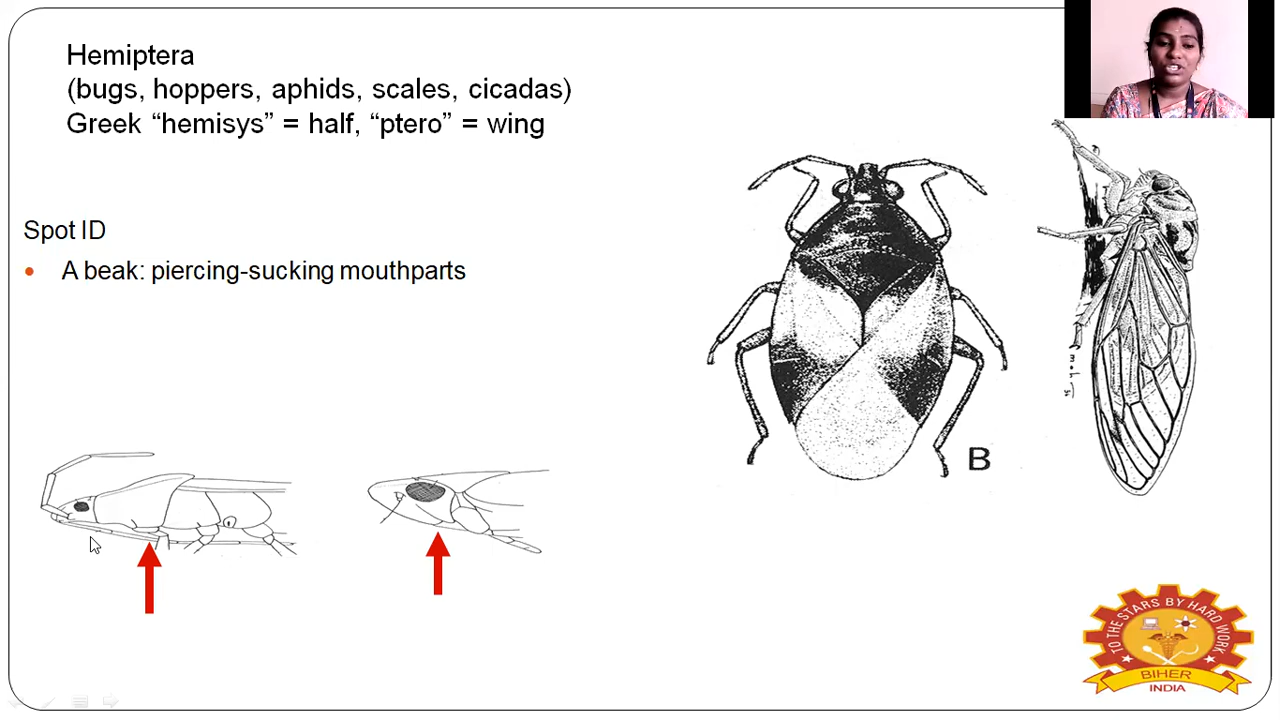 Hemiptera
(bugs, hoppers, aphids, scales, cicadas)
Greek “hemisys” = half, “ptero” = wing
Spot ID
A beak: piercing-sucking mouthparts
B
TO THE STARS BY HARD WORK
BIHER
INDIA